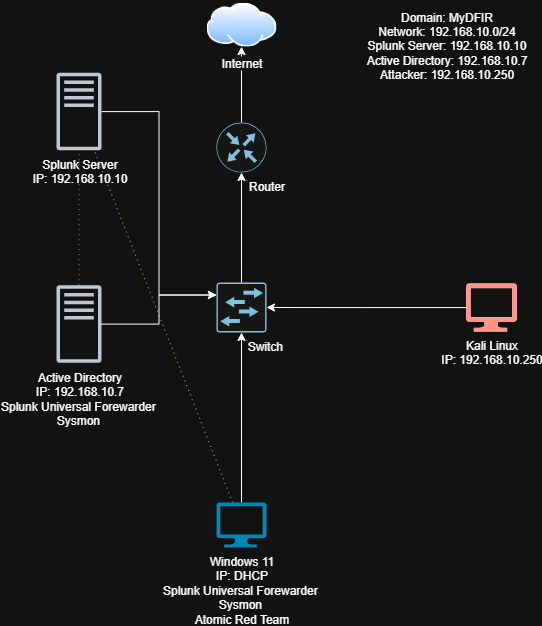 Domain: MyDFIR
Network: 192.168.10.0/24
Splunk Server: 192.168.10.10
Active Directory: 192.168.10.7
Attacker: 192.168.10.250
Internet
Router
Splunk Server
IP: 192.168.10.10
Switch
Kali Linux
IP: 192.168.10.250
Active Directory
IP: 192.168.10.7
Splunk Universal Forewarder
Sysmon
Windows 11
IP: DHCP
Splunk Universal Forewarder
Sysmon
Atomic Red Team